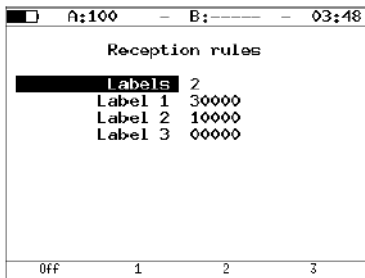 A:100 – B:----- – 03:48
Reception rules
Labels 2
Label 1 30000
Label 2 10000
Label 3 00000
Off 1 2 3